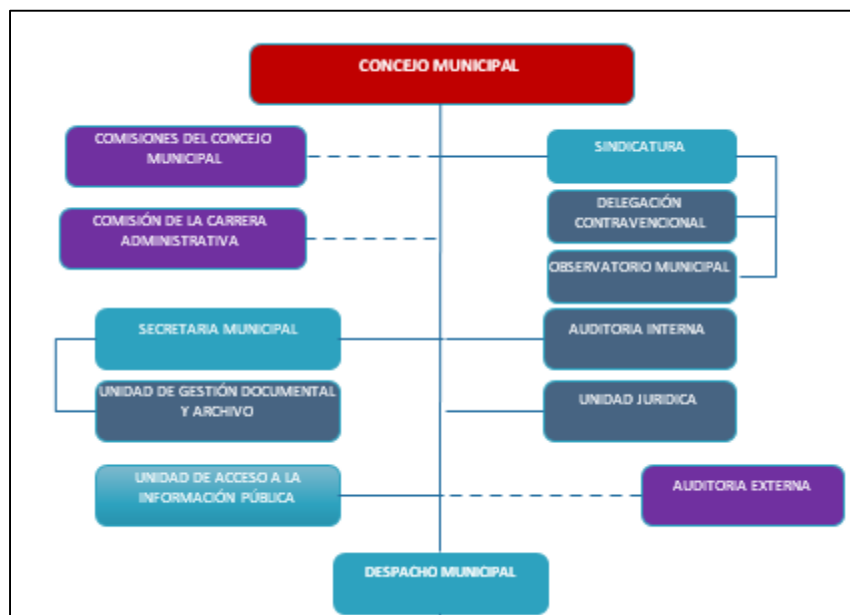 CONCEJO MUNICIPAL
COMISIONES DEL CONCEJO
MUNICIPAL
SINDICATURA
DELEGACIÓN
CONTRAVENCIONAL
COMISIÓN DE LA CARRERA
ADMINISTRATIVA
OBSERVATORIO MUNICIPAL
SECRETARIA MUNICIPAL
AUDITORIA INTERNA
UNIDAD DE GESTIÓN DOCUMENTAL
Y ARCHIVO
UNIDAD JURIDICA
UNIDAD DE ACCESO A LA
INFORMACIÓN PÚBLICA
AUDITORIA EXTERNA
DESPACHO MUNICIPAL